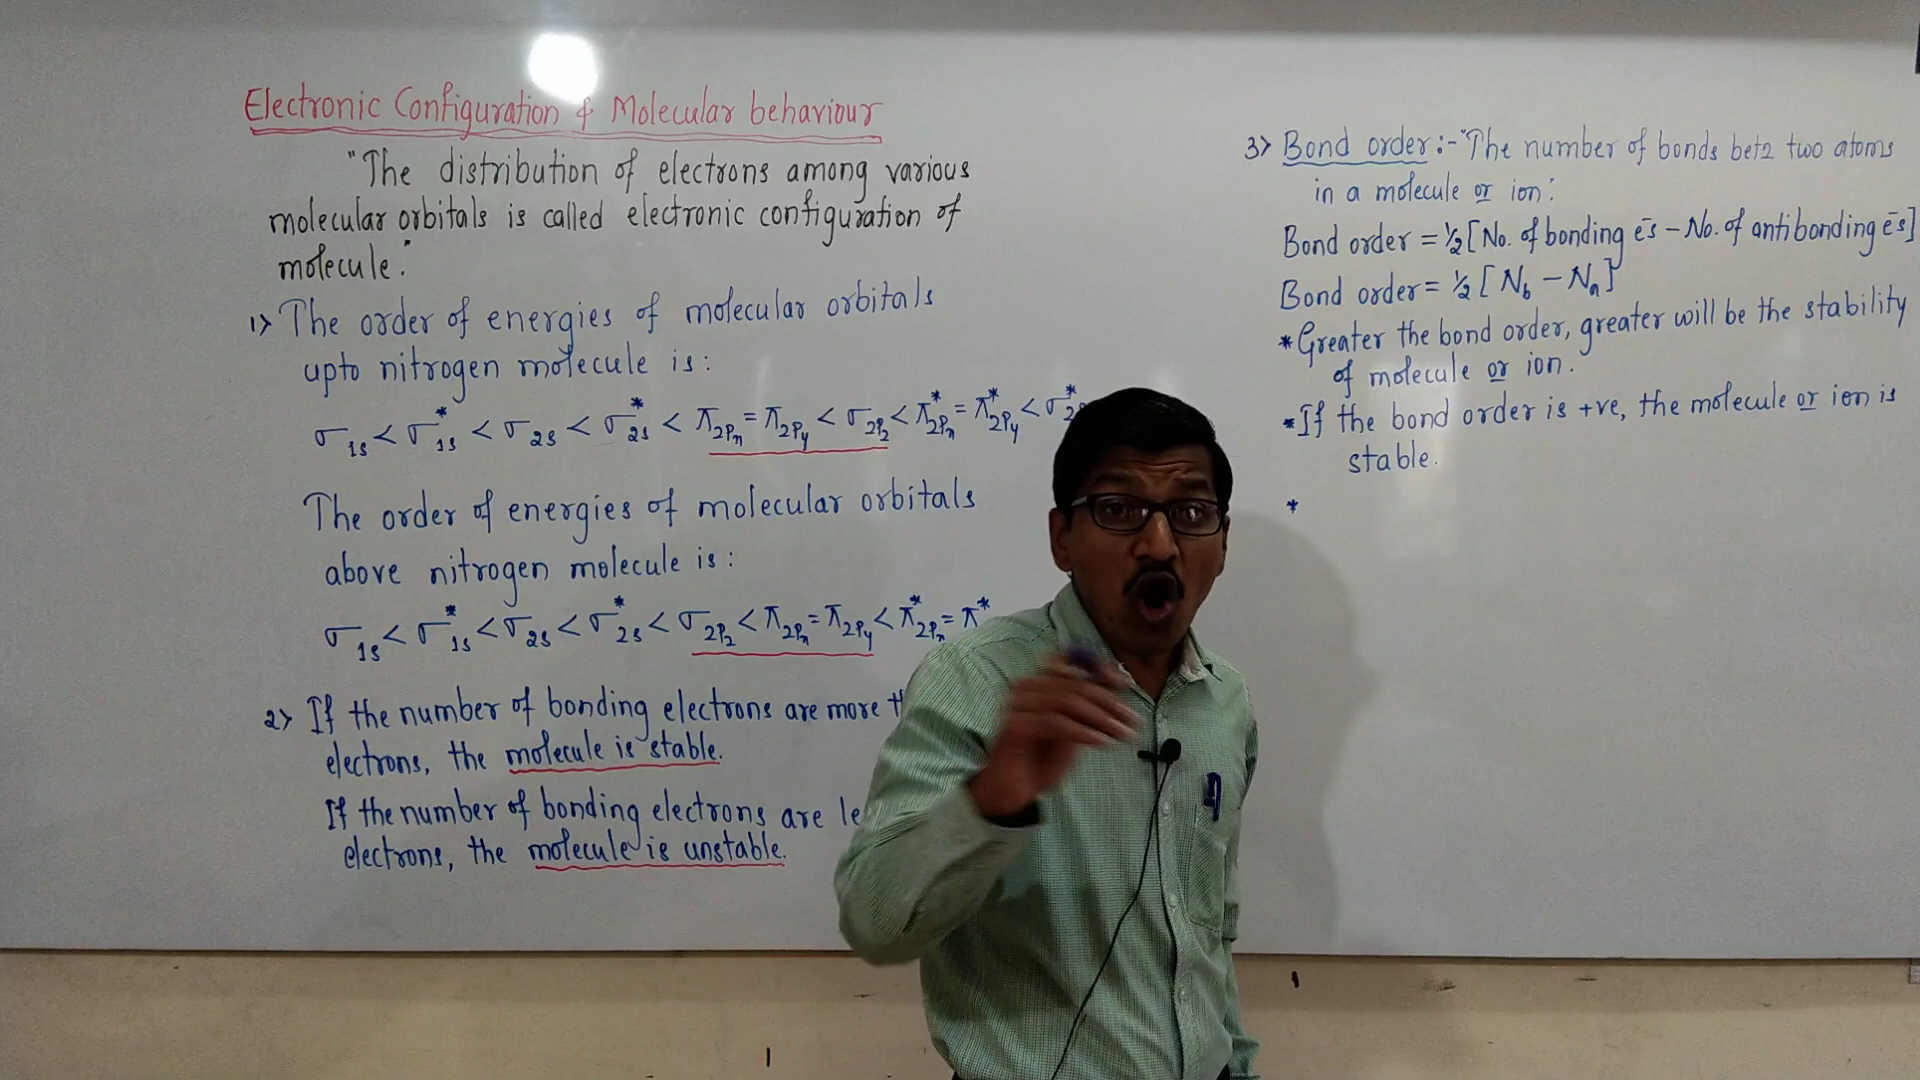 Electronic Configuration & Molecular behaviour
"The distribution of electrons among various
molecular orbitals is called electronic configuration of
molecule."
1> The order of energies of molecular orbitals
upto nitrogen molecule is:
σ1s < σ*1s < σ2s < σ*2s < π2Px = π2Py < σ2Pz < π*2Px = π*2Py < σ*2
The order of energies of molecular orbitals
above nitrogen molecule is:
σ1s < σ*1s < σ2s < σ*2s < σ2Pz < π2Px = π2Py < π*2Px = π*
2> If the number of bonding electrons are more
electrons, the molecule is stable.
If the number of bonding electrons are
electrons, the molecule is unstable.
3> Bond order:- "The number of bonds betn two atoms
in a molecule or ion:
Bond order = ½ [No. of bonding ēs - No. of antibonding ēs]
Bond order = ½ [Nb - Na]
* Greater the bond order, greater will be the stability
of molecule or ion.
* If the bond order is +ve, the molecule or ion is
stable.
*